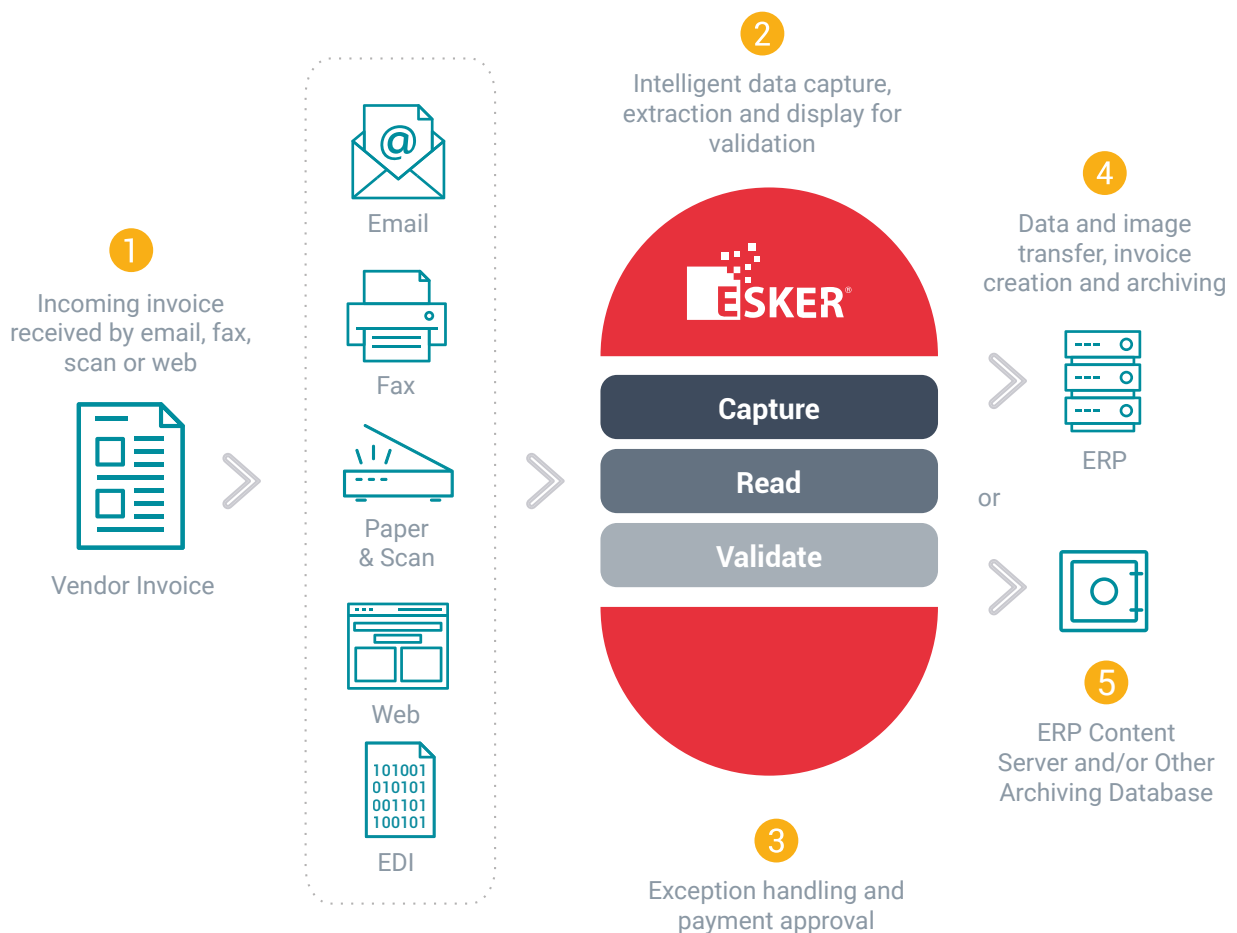 1
Incoming invoice
received by email, fax,
scan or web
Vendor Invoice
@
Email
Fax
Paper
& Scan
Web
101001
010101
001101
100101
EDI
2
Intelligent data capture,
extraction and display for
validation
ESKER®
Capture
Read
Validate
3
Exception handling and
payment approval
4
Data and image
transfer, invoice
creation and archiving
ERP
or
5
ERP Content
Server and/or Other
Archiving Database